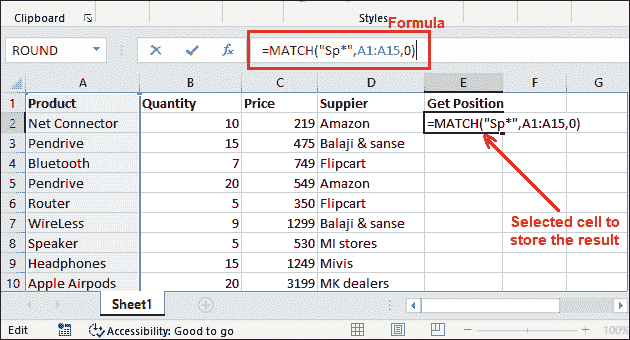 Clipboard
Styles
Formula
ROUND
fx
=MATCH("Sp*",A1:A15,0)
A B C D E F G
1 Product Quantity Price Suppier Get Position
2 Net Connector 10 219 Amazon =MATCH("Sp*",A1:A15,0)
3 Pendrive 15 475 Balaji & sanse
4 Bluetooth 7 749 Flipcart
5 Pendrive 20 549 Amazon
6 Router 5 350 Flipcart
7 WireLess 9 1299 Balaji & sanse
8 Speaker 5 530 MI stores
9 Headphones 15 1249 Mivis
10 Apple Airpods 20 3199 MK dealers
Selected cell to
store the result
Sheet1
Edit Accessibility: Good to go 100%